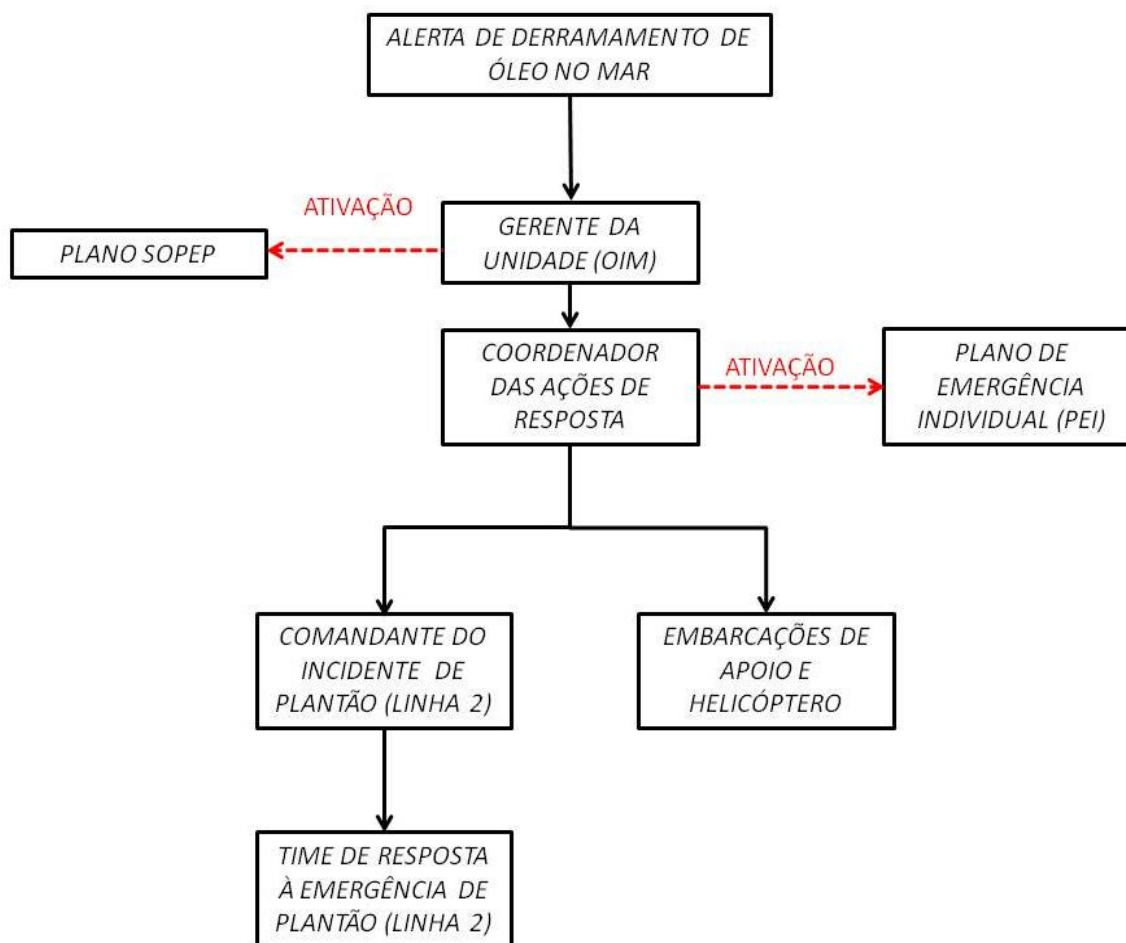 ALERTA DE DERRAMAMENTO DE
ÓLEO NO MAR
ATIVAÇÃO
PLANO SOPEP
GERENTE DA
UNIDADE (OIM)
COORDENADOR
DAS AÇÕES DE
RESPOSTA
ATIVAÇÃO
PLANO DE
EMERGÊNCIA
INDIVIDUAL (PEI)
COMANDANTE DO
INCIDENTE DE
PLANTÃO (LINHA 2)
EMBARCAÇÕES DE
APOIO E
HELICÓPTERO
TIME DE RESPOSTA
À EMERGÊNCIA DE
PLANTÃO (LINHA 2)